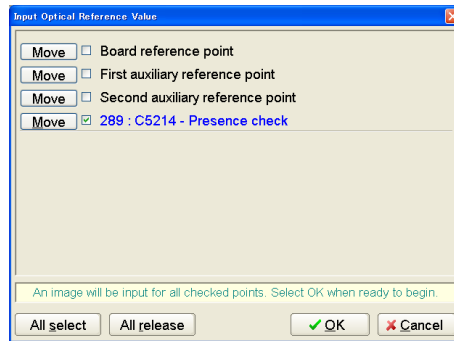 Input Optical Reference Value
Move Board reference point
Move First auxiliary reference point
Move Second auxiliary reference point
Move 289 : C5214 - Presence check
An image will be input for all checked points. Select OK when ready to begin.
All select All release OK Cancel